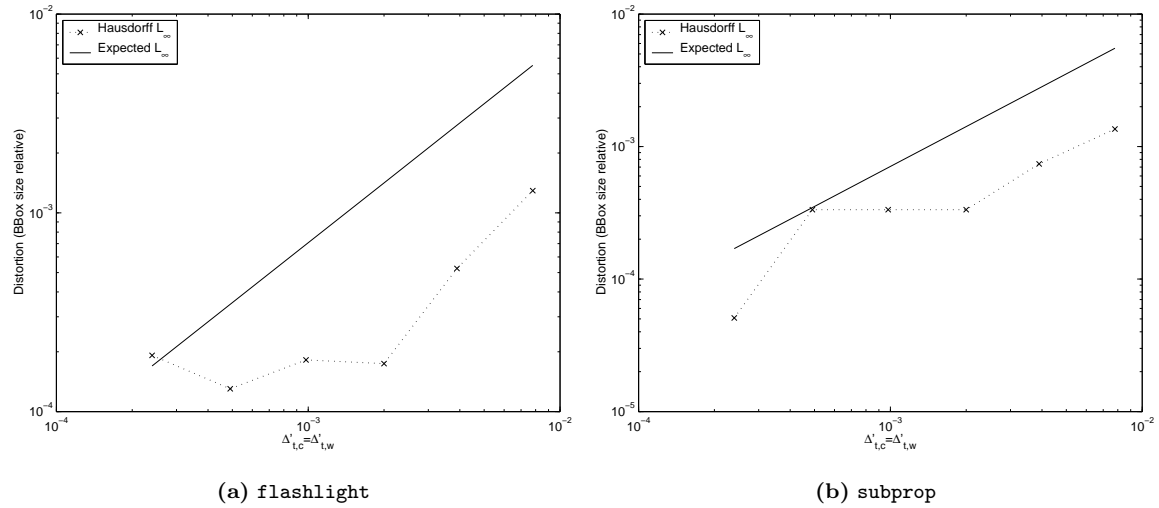 10⁻²
10⁻³
10⁻⁴
Distortion (BBox size relative)
Hausdorff L∞
Expected L∞
10⁻⁴
10⁻³
10⁻²
Δ't,c=Δ't,w
(a) flashlight
10⁻²
10⁻³
10⁻⁴
10⁻⁵
Distortion (BBox size relative)
Hausdorff L∞
Expected L∞
10⁻⁴
10⁻³
10⁻²
Δ't,c=Δ't,w
(b) subprop